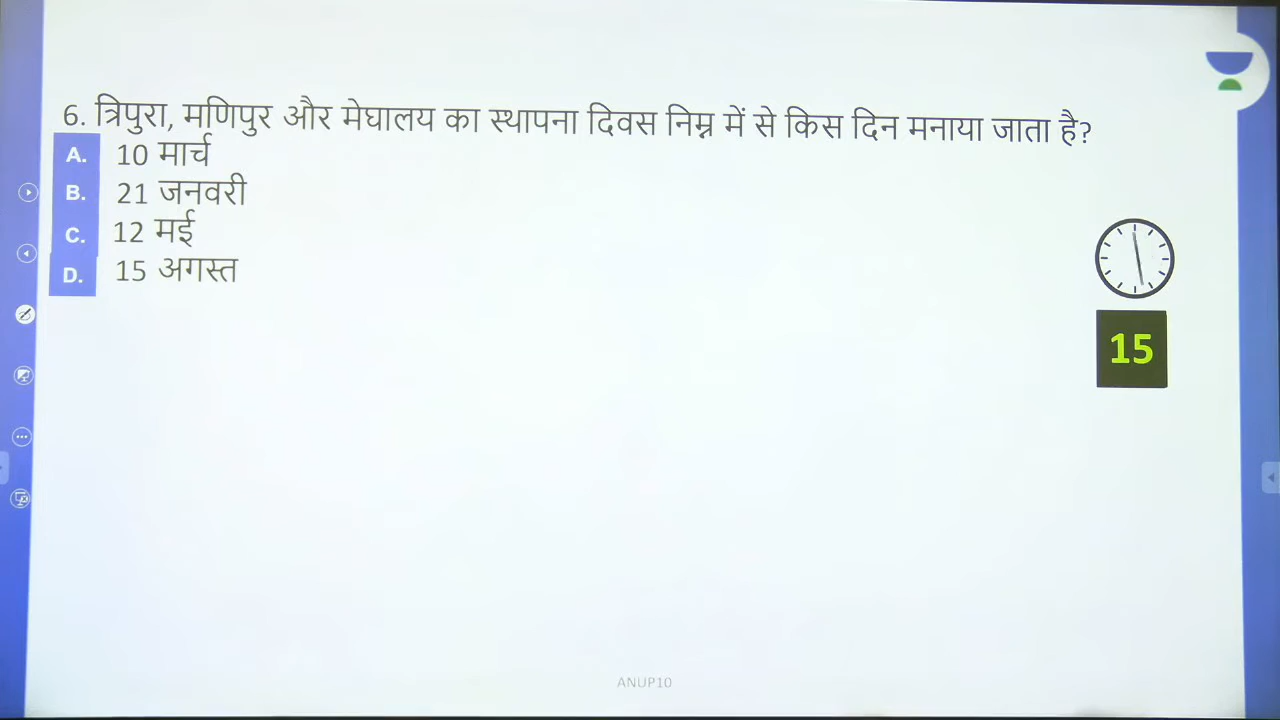 6. त्रिपुरा, मणिपुर और मेघालय का स्थापना दिवस निम्न में से किस दिन मनाया जाता है?
A. 10 मार्च
B. 21 जनवरी
C. 12 मई
D. 15 अगस्त
15
ANUP10